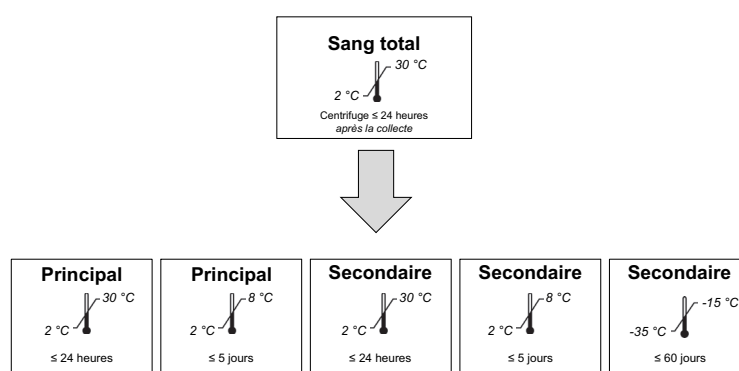 Sang total
30 °C
2 °C
Centrifuge ≤ 24 heures
après la collecte
Principal
30 °C
2 °C
≤ 24 heures
Principal
8 °C
2 °C
≤ 5 jours
Secondaire
30 °C
2 °C
≤ 24 heures
Secondaire
8 °C
2 °C
≤ 5 jours
Secondaire
-15 °C
-35 °C
≤ 60 jours